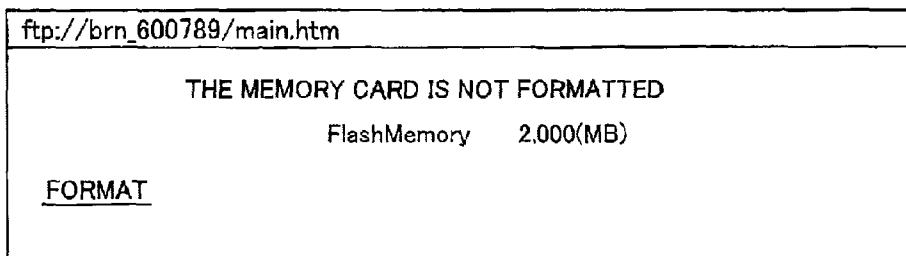 ftp://brn_600789/main.htm
THE MEMORY CARD IS NOT FORMATTED
FlashMemory 2,000(MB)
FORMAT